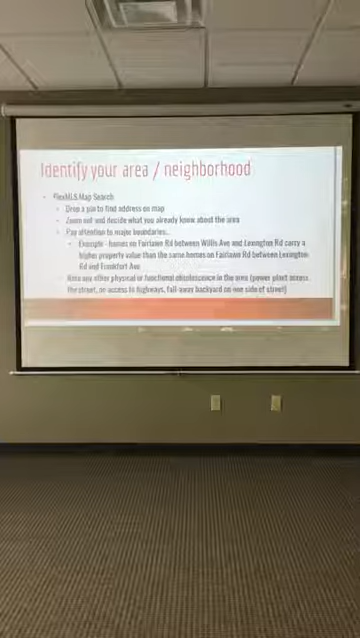 Identify your area / neighborhood
FlexMLS Map Search
Drop a pin to find address on map
Zoom out and decide what you already know about the area
Pay attention to major boundaries..
Example - homes on Fairlawn Rd between Willis Ave and Lexington Rd carry a
higher property value than the same homes on Fairlawn Rd between Lexington
Rd and Frankfort Ave
any other physical or functional obsolescence in the area (power plant across
the street, on access to highways, fall-away backyard on one side of street)